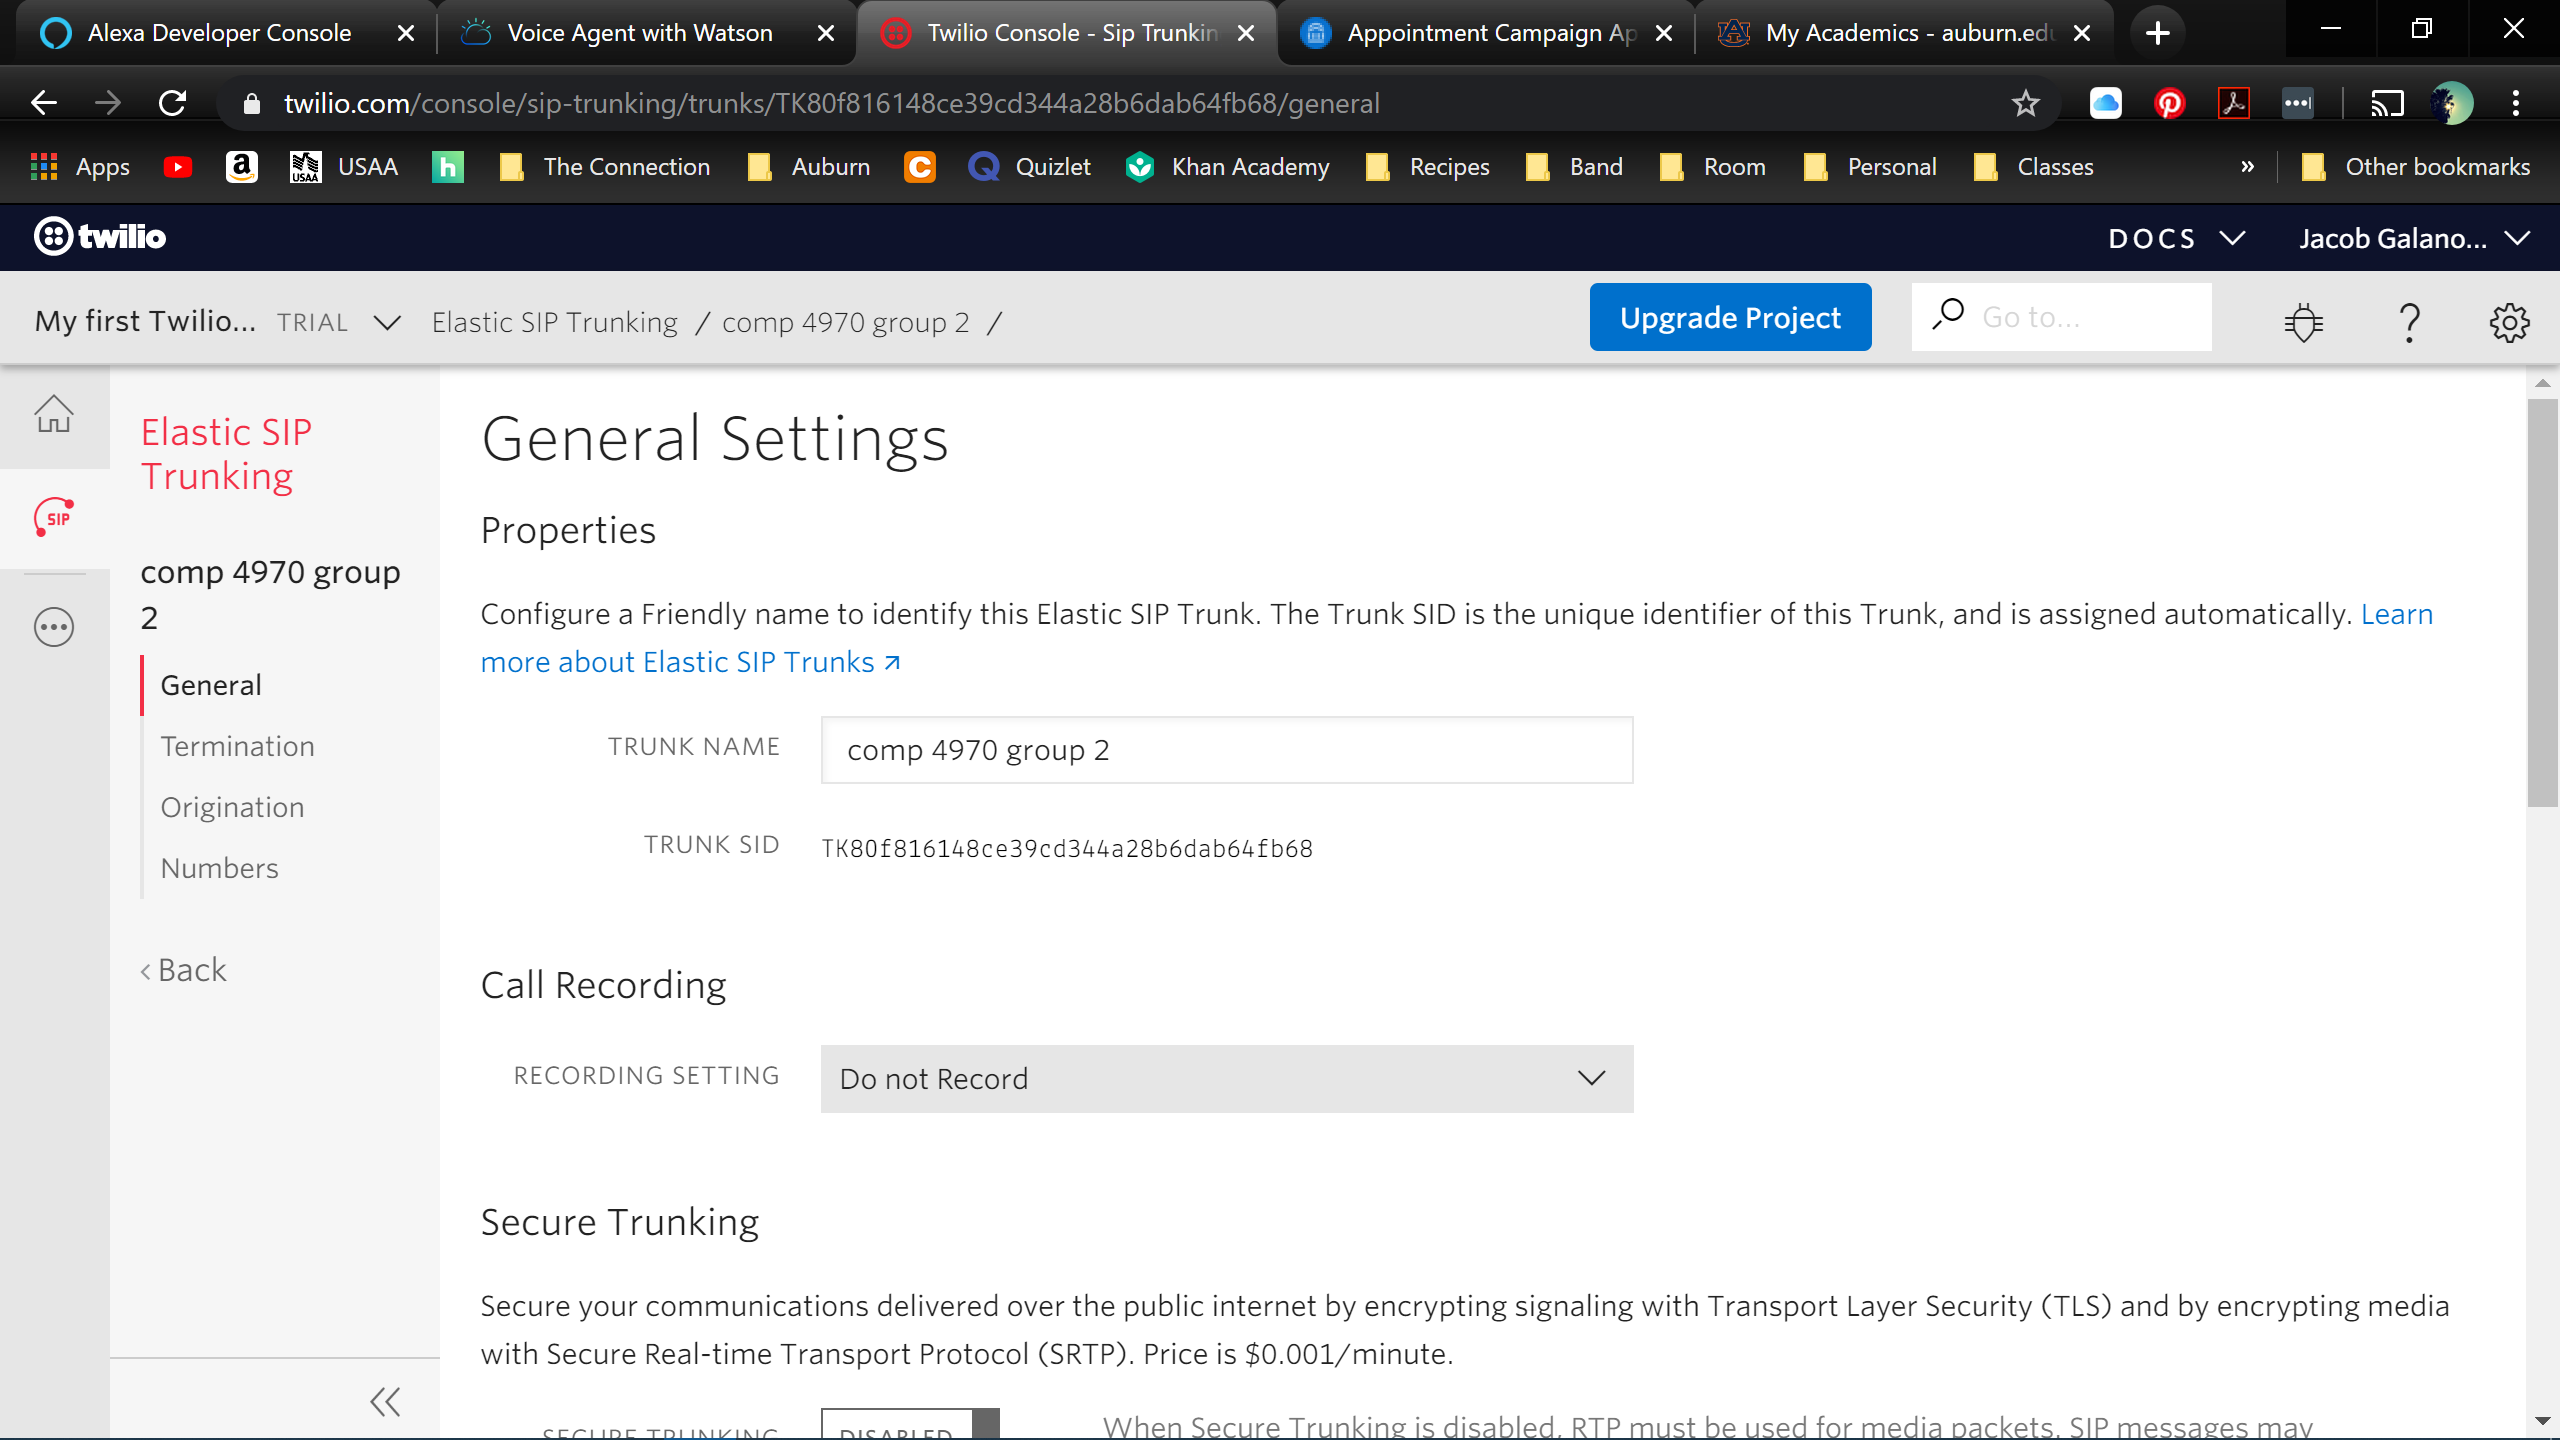 Alexa Developer Console
Voice Agent with Watson
Twilio Console - Sip Trunkin
Appointment Campaign Ap
My Academics - auburn.edu
twilio.com/console/sip-trunking/trunks/TK80f816148ce39cd344a28b6dab64fb68/general
Apps
USAA
The Connection
Auburn
Quizlet
Khan Academy
Recipes
Band
Room
Personal
Classes
»
Other bookmarks
twilio
DOCS
Jacob Galano...
My first Twilio... TRIAL
Elastic SIP Trunking / comp 4970 group 2 /
Upgrade Project
Go to...
Elastic SIP
Trunking
SIP
comp 4970 group
2
General
Termination
Origination
Numbers
Back
General Settings
Properties
Configure a Friendly name to identify this Elastic SIP Trunk. The Trunk SID is the unique identifier of this Trunk, and is assigned automatically. Learn
more about Elastic SIP Trunks
TRUNK NAME
comp 4970 group 2
TRUNK SID
TK80f816148ce39cd344a28b6dab64fb68
Call Recording
RECORDING SETTING
Do not Record
Secure Trunking
Secure your communications delivered over the public internet by encrypting signaling with Transport Layer Security (TLS) and by encrypting media
with Secure Real-time Transport Protocol (SRTP). Price is $0.001/minute.
SECURE TRUNKING
DISABLED
When Secure Trunking is disabled, RTP must be used for media packets. SIP messages may